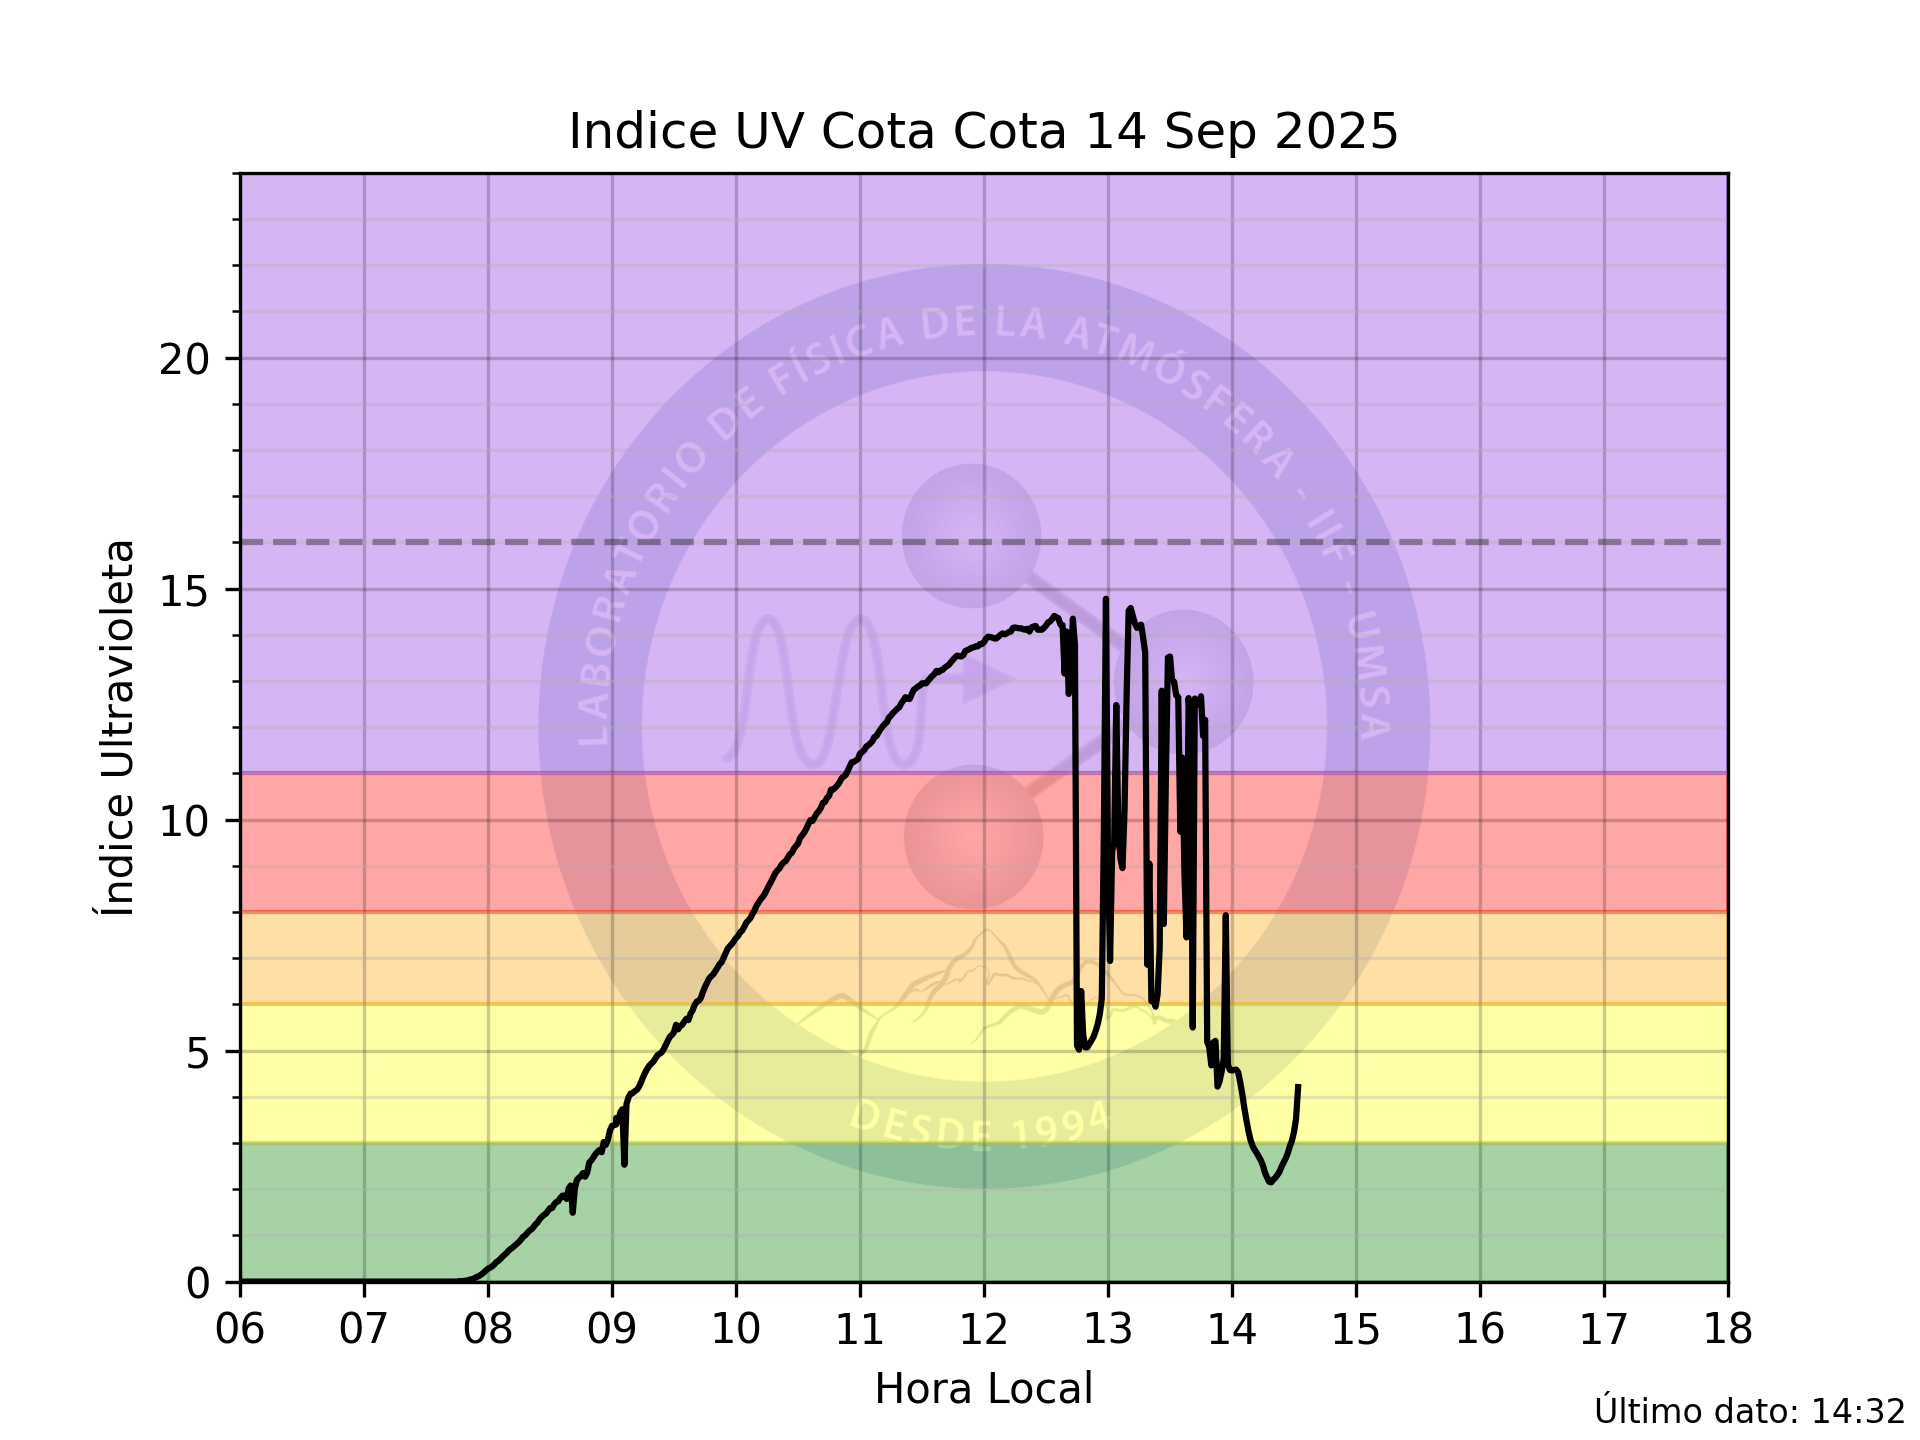 Indice UV Cota Cota 14 Sep 2025
Índice Ultravioleta
20
15
10
5
0
LABORATORIO DE FÍSICA DE LA ATMÓSFERA - IIF - UMSA
DESDE 1994
06 07 08 09 10 11 12 13 14 15 16 17 18
Hora Local
Último dato: 14:32